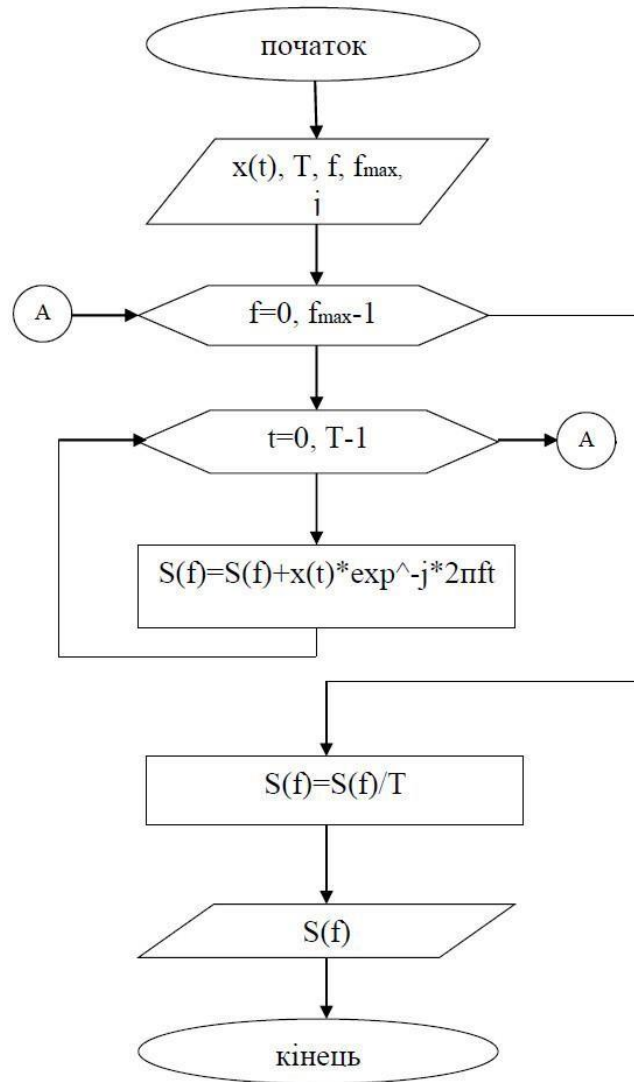 початок
x(t), T, f, fmax,
j
A
f=0, fmax-1
t=0, T-1
A
S(f)=S(f)+x(t)*exp^-j*2πft
S(f)=S(f)/T
S(f)
кінець